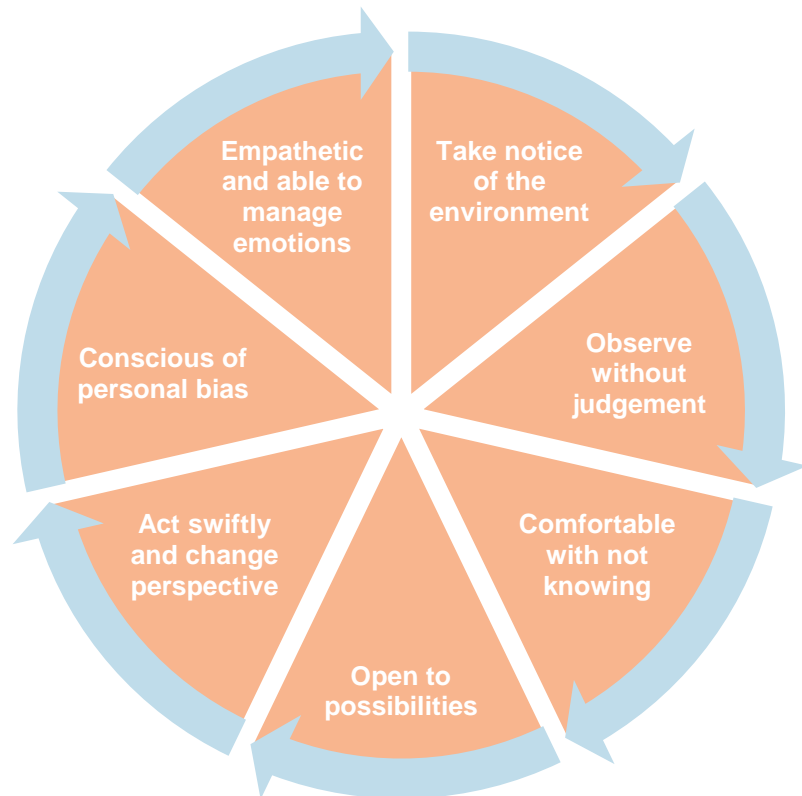 Take notice
of the
environment
Observe
without
judgement
Comfortable
with not
knowing
Open to
possibilities
Act swiftly
and change
perspective
Conscious of
personal bias
Empathetic
and able to
manage
emotions